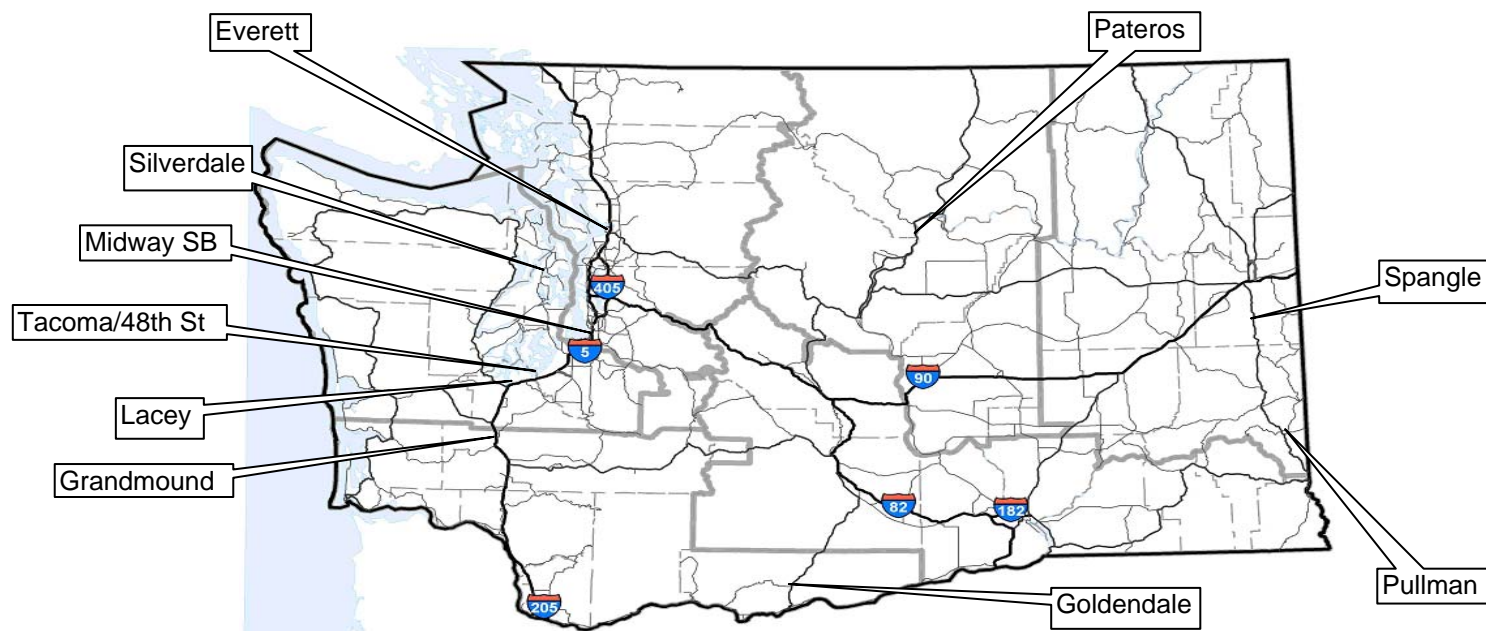 Everett
Pateros
Silverdale
Midway SB
Spangle
405
Tacoma/48th St
5
90
Lacey
Grandmound
82
182
Pullman
205
Goldendale